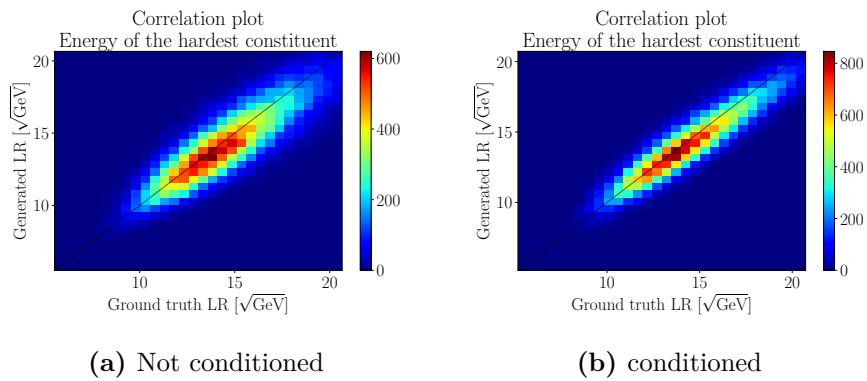 Correlation plot
Energy of the hardest constituent
20
15
10
Generated LR [√GeV]
10
15
20
Ground truth LR [√GeV]
600
400
200
0
(a) Not conditioned
Correlation plot
Energy of the hardest constituent
20
15
10
Generated LR [√GeV]
10
15
20
Ground truth LR [√GeV]
800
600
400
200
0
(b) conditioned